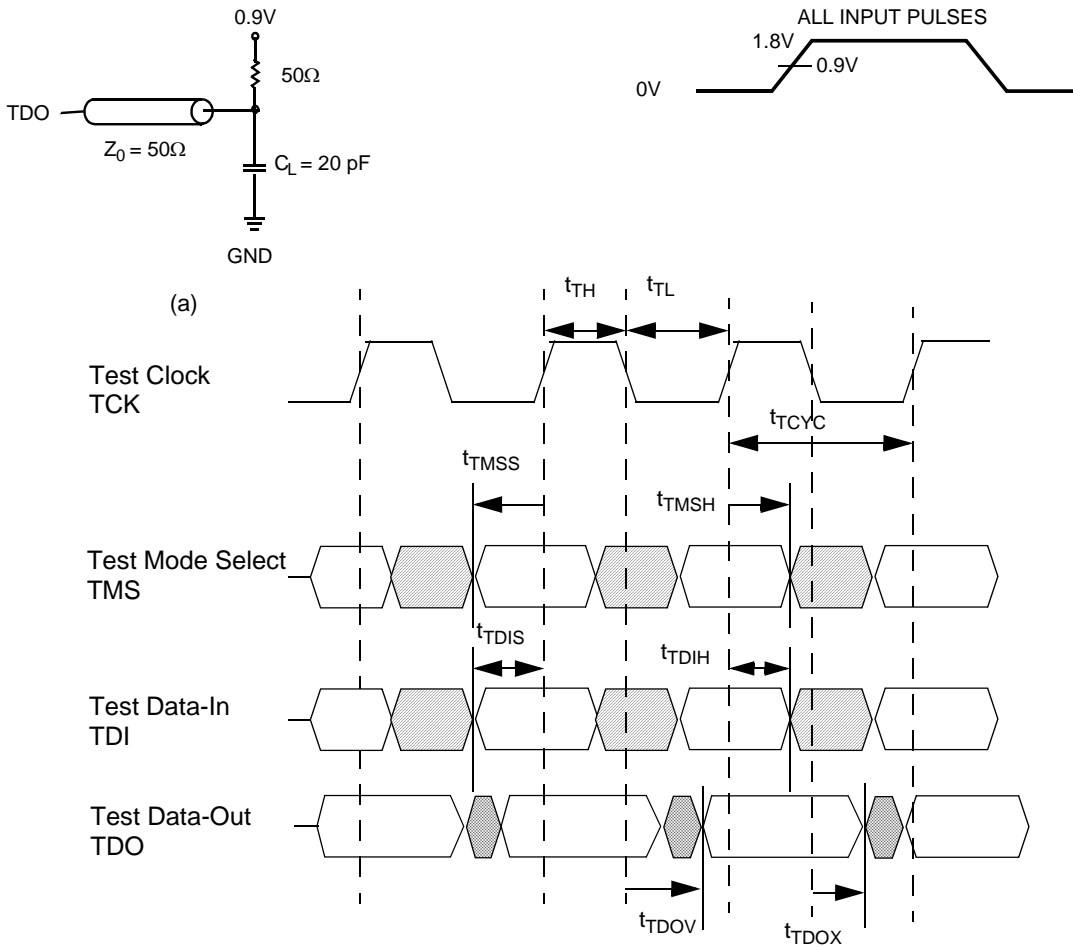 0.9V
50Ω
TDO
Z0 = 50Ω
CL = 20 pF
GND
(a)
ALL INPUT PULSES
1.8V
0.9V
0V
tTH
tTL
Test Clock
TCK
tTCYC
tTMSS
tTMSH
Test Mode Select
TMS
tTDIS
tTDIH
Test Data-In
TDI
Test Data-Out
TDO
tTDOV
tTDOX